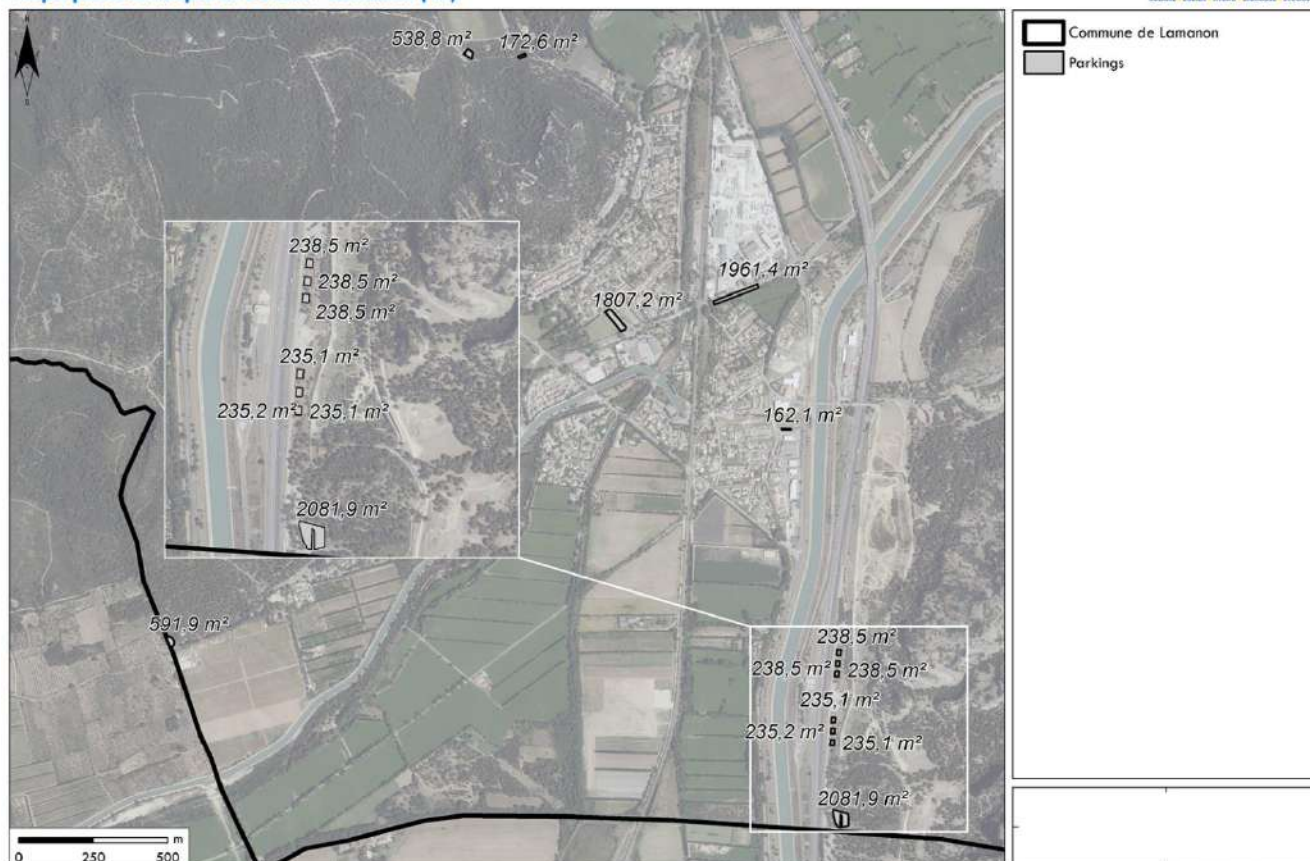 Commune de Lamanon
Parkings
N
S
538,8 m²
172,6 m²
238,5 m²
238,5 m²
238,5 m²
235,1 m²
235,2 m²
235,1 m²
2081,9 m²
1961,4 m²
1807,2 m²
162,1 m²
591,9 m²
238,5 m²
238,5 m²
238,5 m²
235,1 m²
235,2 m²
235,1 m²
2081,9 m²
m
0 250 500